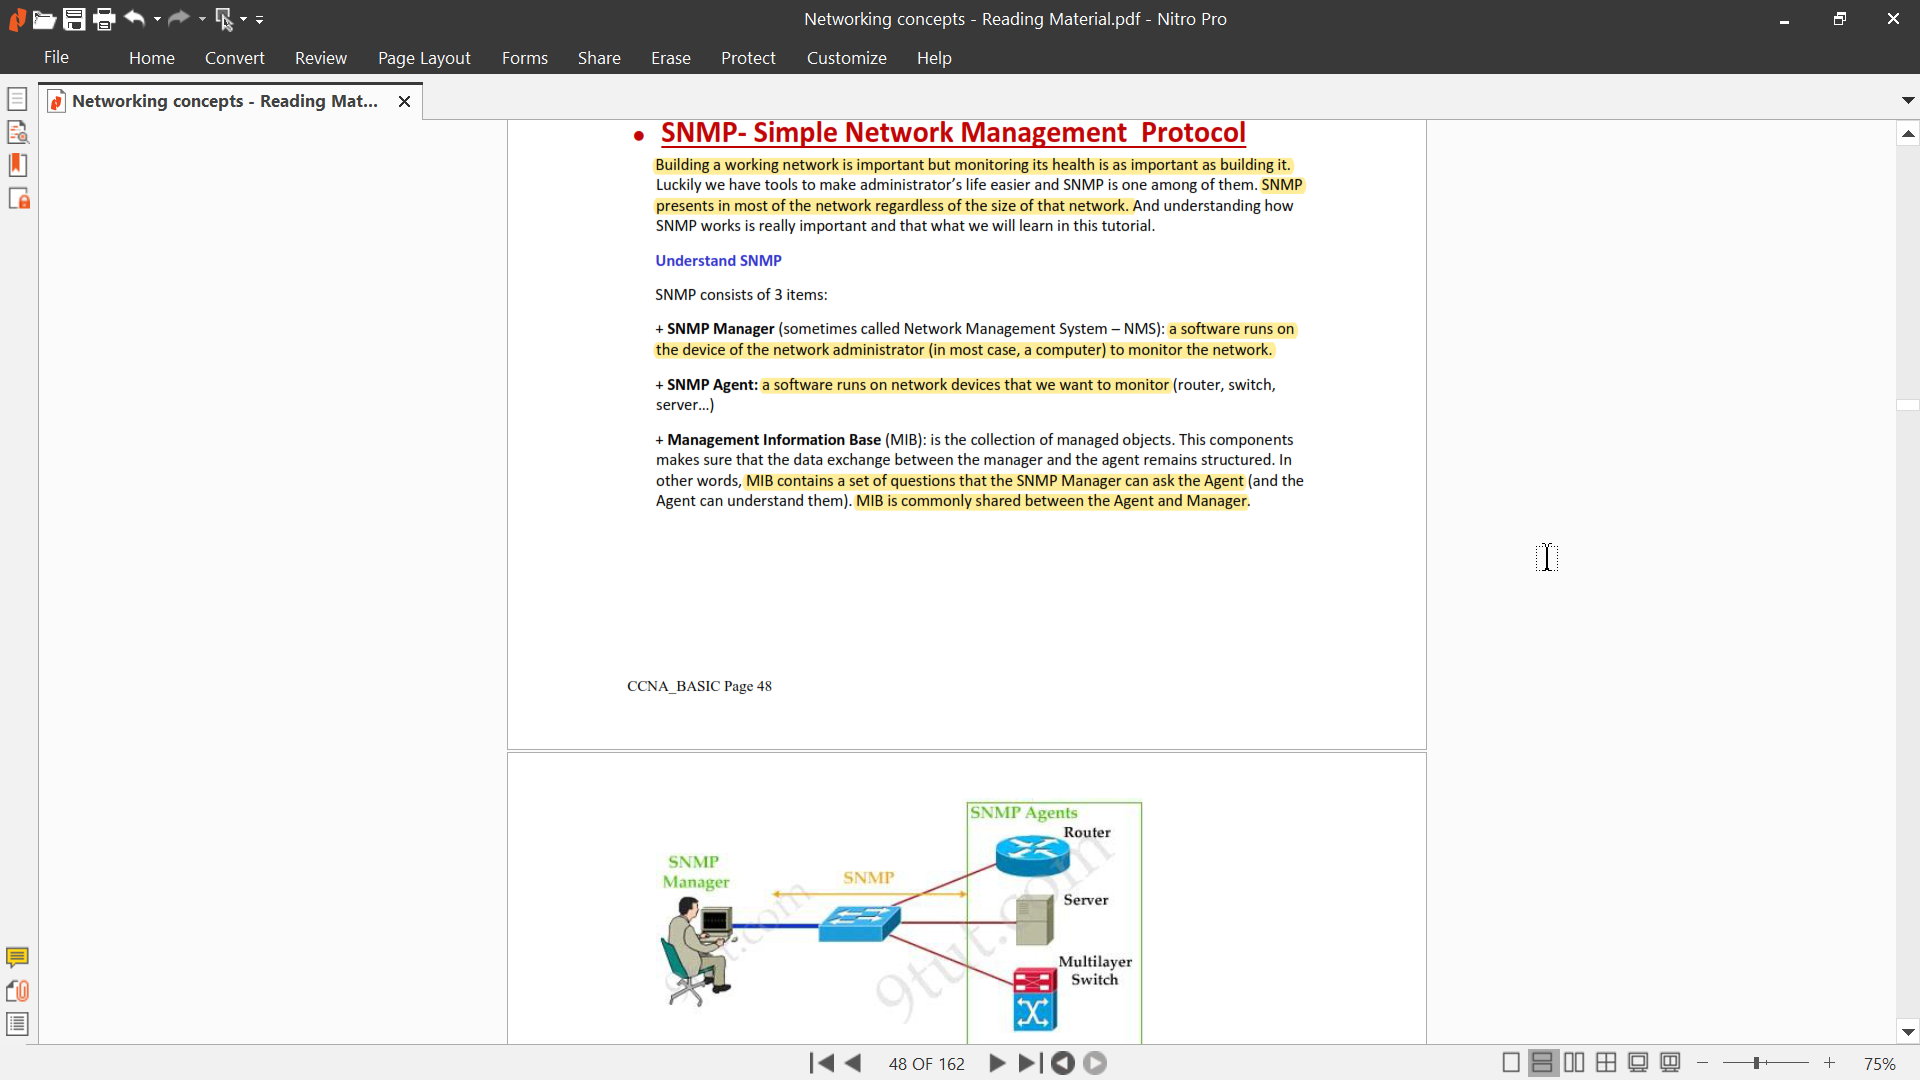 Networking concepts - Reading Material.pdf - Nitro Pro
File Home Convert Review Page Layout Forms Share Erase Protect Customize Help
Networking concepts - Reading Mat...
• SNMP- Simple Network Management Protocol
Building a working network is important but monitoring its health is as important as building it.
Luckily we have tools to make administrator’s life easier and SNMP is one among of them. SNMP
presents in most of the network regardless of the size of that network. And understanding how
SNMP works is really important and that what we will learn in this tutorial.
Understand SNMP
SNMP consists of 3 items:
+ SNMP Manager (sometimes called Network Management System – NMS): a software runs on
the device of the network administrator (in most case, a computer) to monitor the network.
+ SNMP Agent: a software runs on network devices that we want to monitor (router, switch,
server…)
+ Management Information Base (MIB): is the collection of managed objects. This components
makes sure that the data exchange between the manager and the agent remains structured. In
other words, MIB contains a set of questions that the SNMP Manager can ask the Agent (and the
Agent can understand them). MIB is commonly shared between the Agent and Manager.
CCNA_BASIC Page 48
SNMP Agents
Router
SNMP
Manager
SNMP
Server
Multilayer
Switch
9tut.com
48 OF 162
75%